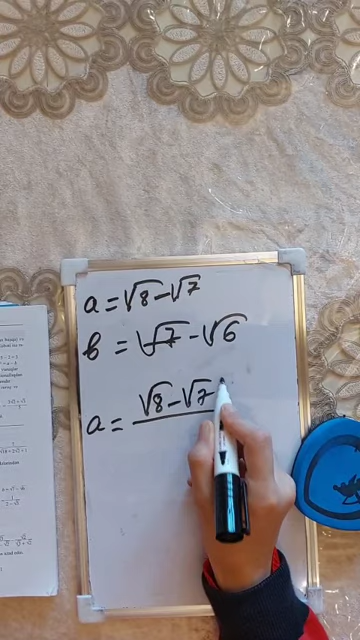 a = √8 - √7
b = √7 - √6
a = √8 - √7